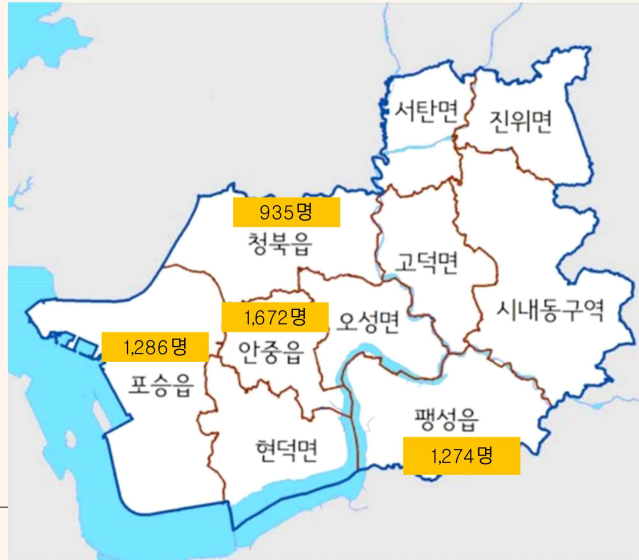 서탄면
진위면
935명
청북읍
고덕면
시내동구역
1,672명
오성면
안중읍
1,286명
포승읍
팽성읍
현덕면
1,274명